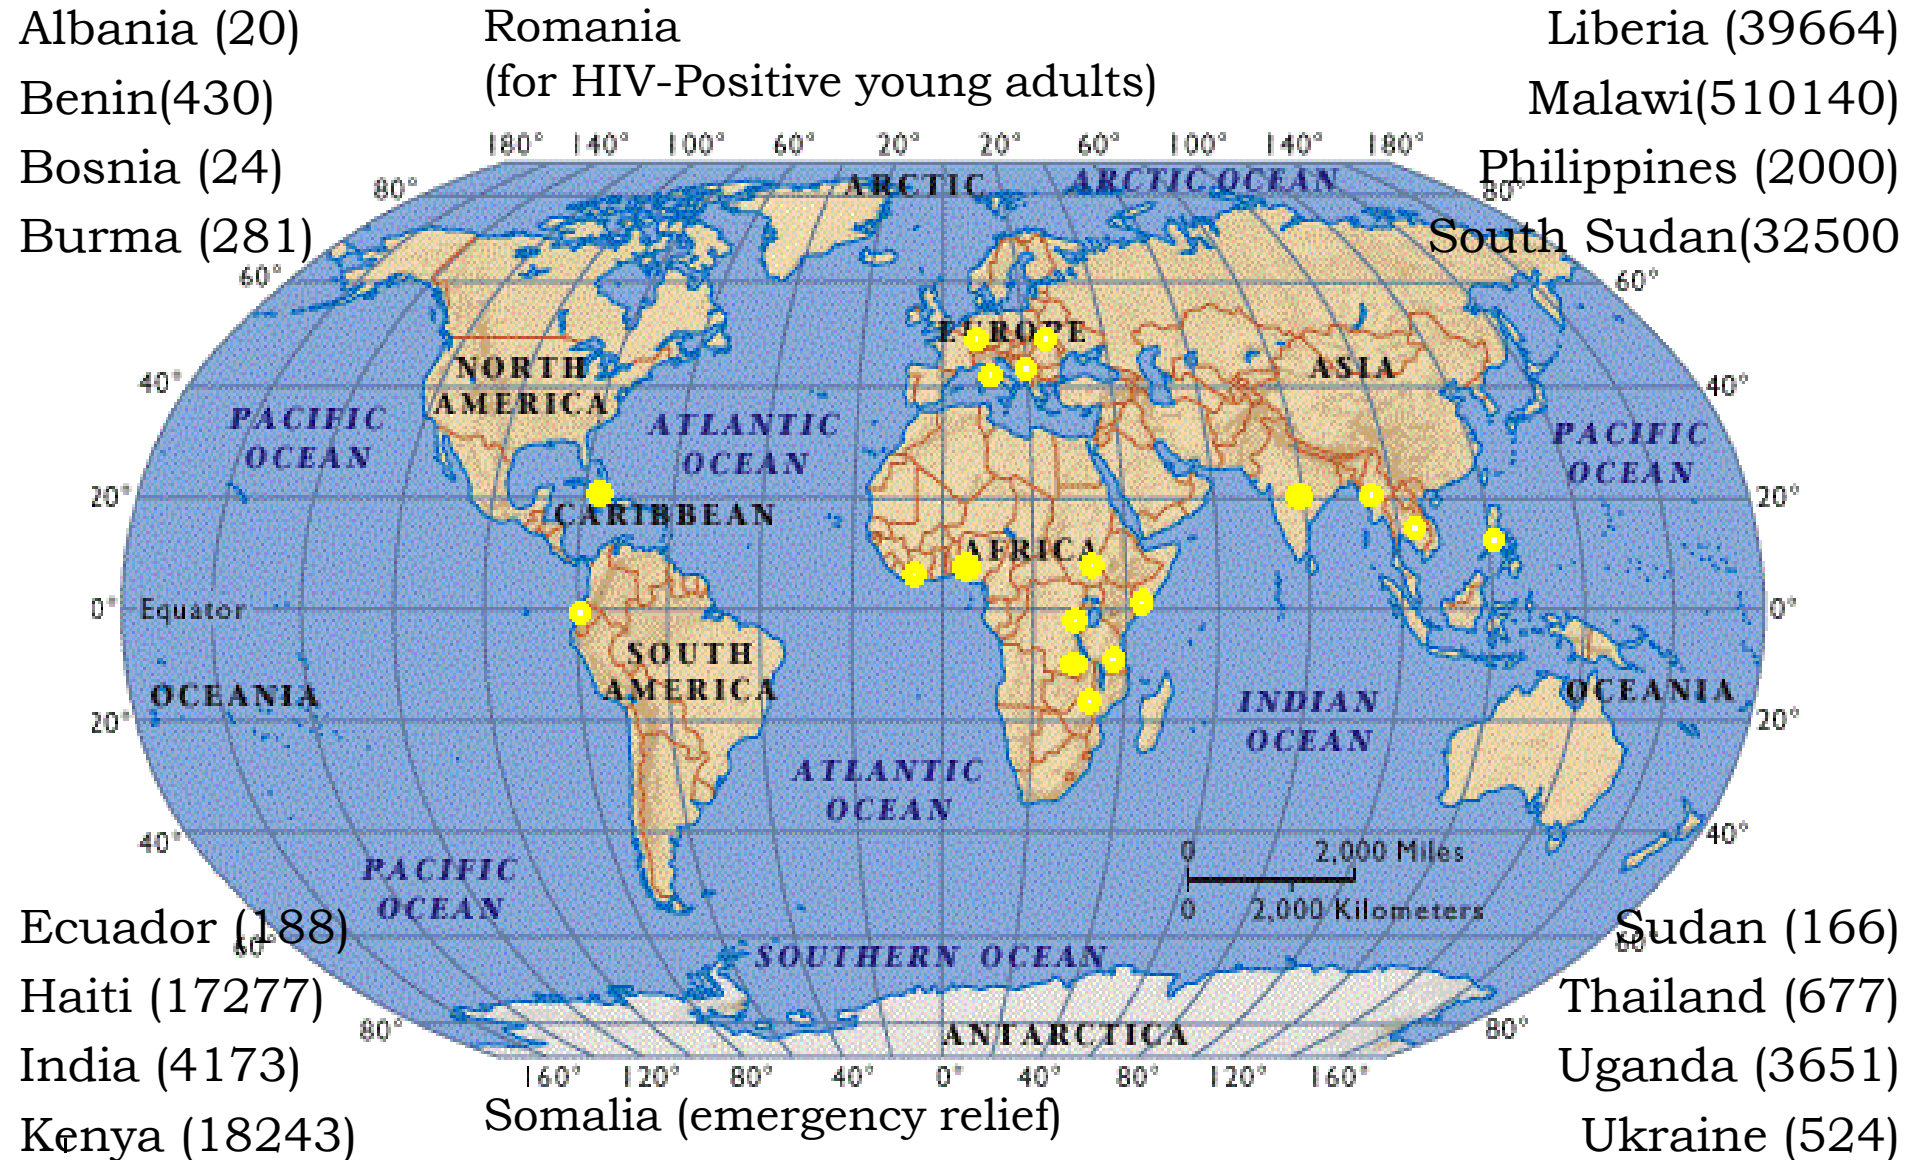 Albania (20)
Benin(430)
Bosnia (24)
Burma (281)
Romania
(for HIV-Positive young adults)
Liberia (39664)
Malawi(510140)
Philippines (2000)
South Sudan(32500
180° 140° 100° 60° 20° 20° 60° 100° 140° 180°
80° ARCTIC ARCTIC OCEAN 80°
60° 60°
EUROPE
NORTH AMERICA
ASIA
40° 40°
PACIFIC OCEAN
ATLANTIC OCEAN
PACIFIC OCEAN
20° 20°
CARIBBEAN
AFRICA
0° Equator 0°
SOUTH AMERICA
OCEANIA
INDIAN OCEAN
OCEANIA
20° 20°
ATLANTIC OCEAN
40° 40°
0 2,000 Miles
0 2,000 Kilometers
PACIFIC OCEAN
60° 60°
SOUTHERN OCEAN
80° ANTARCTICA 80°
160° 120° 80° 40° 0° 40° 80° 120° 160°
Ecuador (188)
Haiti (17277)
India (4173)
Kenya (18243)
Somalia (emergency relief)
Sudan (166)
Thailand (677)
Uganda (3651)
Ukraine (524)